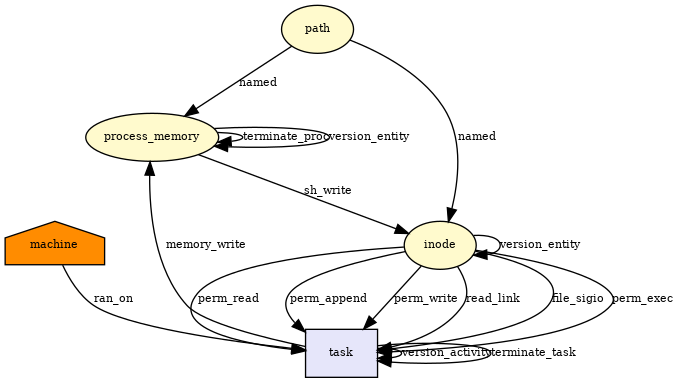 path
named
named
process_memory
terminate_proc
version_entity
sh_write
machine
memory_write
inode
version_entity
ran_on
perm_read
perm_append
perm_write
read_link
file_sigio
perm_exec
task
version_activity
terminate_task